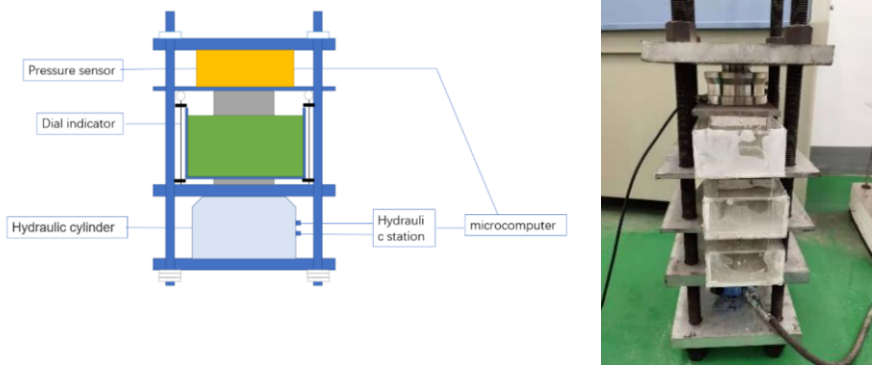 Pressure sensor
Dial indicator
Hydraulic cylinder
Hydrauli
c station
microcomputer